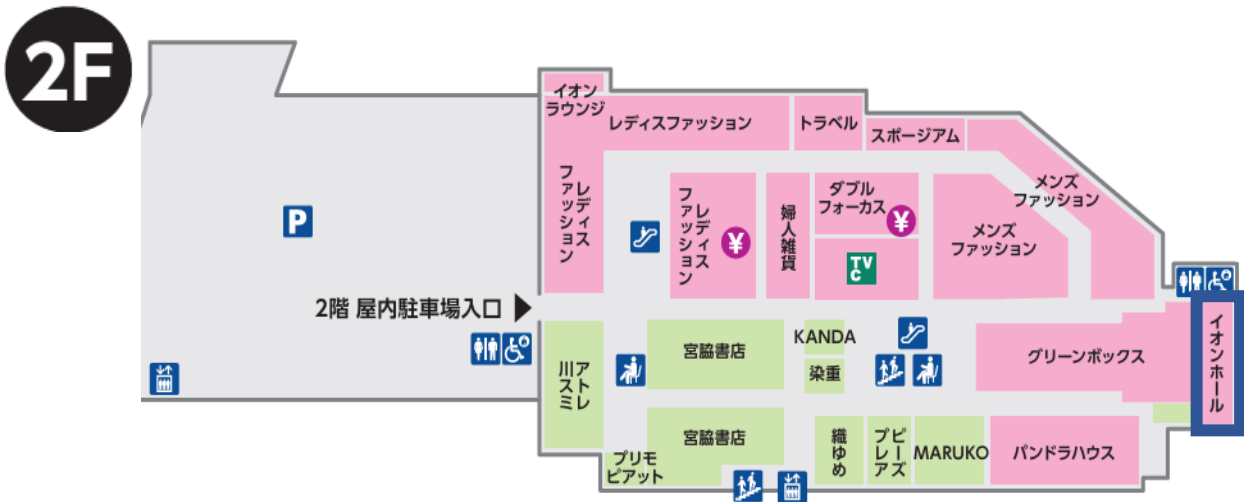 2F
イオン
ラウンジ
レディスファッション
トラベル
スポージアム
メンズ
ファッション
レディス
ファッション
レディス
ファッション
¥
婦人雑貨
ダブル
フォーカス
¥
TV
C
メンズ
ファッション
P
2階 屋内駐車場入口
アトレ
川スミ
宮脇書店
KANDA
染重
グリーンボックス
イオンホール
宮脇書店
プリモ
ピアット
織ゆめ
ピーズ
プレア
MARUKO
パンドラハウス